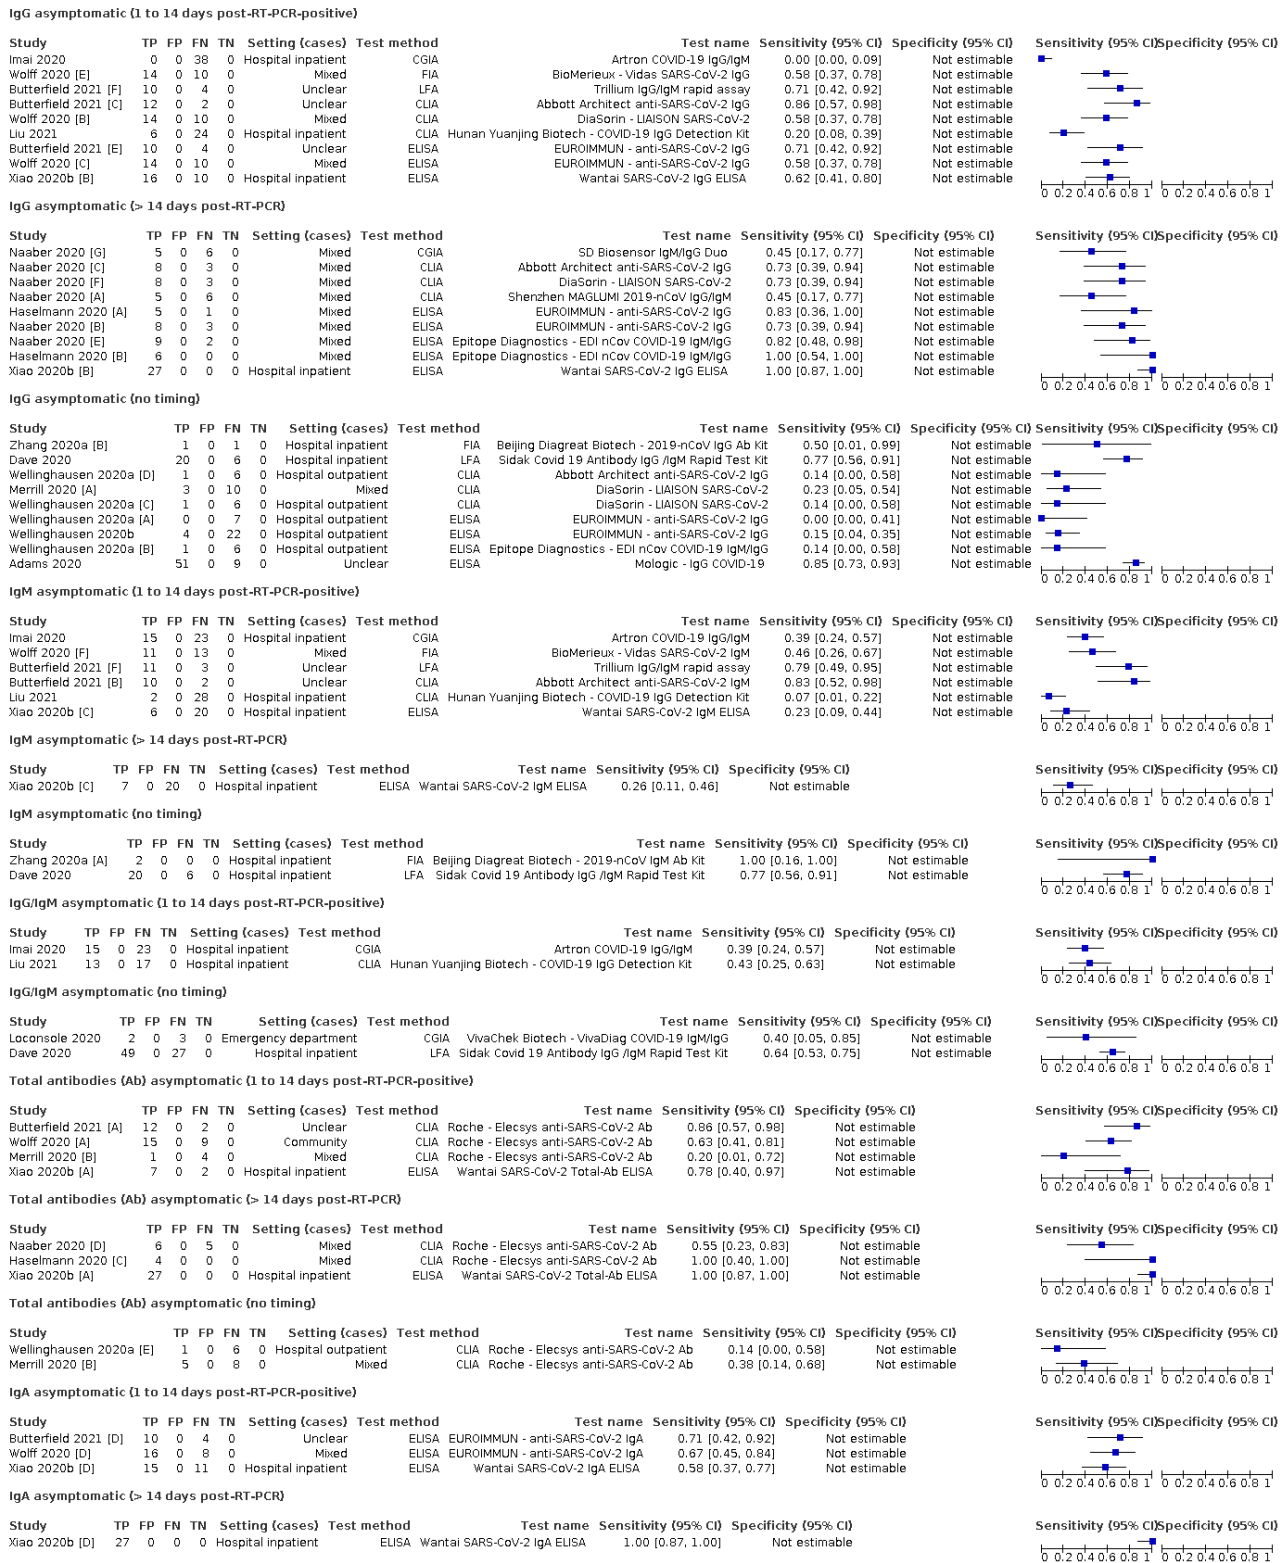 IgG asymptomatic (1 to 14 days post-RT-PCR-positive)
Study TP FP FN TN Setting (cases) Test method Test name Sensitivity (95% CI) Specificity (95% CI) Sensitivity (95% CI) Specificity (95% CI)
Imai 2020 0 0 38 0 Hospital inpatient CGIA Artron COVID-19 IgG/IgM 0.00 [0.00, 0.09] Not estimable
Wolff 2020 [E] 14 0 10 0 Mixed FIA BioMerieux - Vidas SARS-CoV-2 IgG 0.58 [0.37, 0.78] Not estimable
Butterfield 2021 [F] 10 0 4 0 Unclear LFA Trillium IgG/IgM rapid assay 0.71 [0.42, 0.92] Not estimable
Butterfield 2021 [C] 12 0 2 0 Unclear CLIA Abbott Architect anti-SARS-CoV-2 IgG 0.86 [0.57, 0.98] Not estimable
Wolff 2020 [B] 14 0 10 0 Mixed CLIA DiaSorin - LIAISON SARS-CoV-2 0.58 [0.37, 0.78] Not estimable
Liu 2021 6 0 24 0 Hospital inpatient CLIA Hunan Yuanjing Biotech - COVID-19 IgG Detection Kit 0.20 [0.08, 0.39] Not estimable
Butterfield 2021 [E] 10 0 4 0 Unclear ELISA EUROIMMUN - anti-SARS-CoV-2 IgG 0.71 [0.42, 0.92] Not estimable
Wolff 2020 [C] 14 0 10 0 Mixed ELISA EUROIMMUN - anti-SARS-CoV-2 IgG 0.58 [0.37, 0.78] Not estimable
Xiao 2020b [B] 16 0 10 0 Hospital inpatient ELISA Wantai SARS-CoV-2 IgG ELISA 0.62 [0.41, 0.80] Not estimable
0 0.2 0.4 0.6 0.8 1 0 0.2 0.4 0.6 0.8 1
IgG asymptomatic (> 14 days post-RT-PCR)
Study TP FP FN TN Setting (cases) Test method Test name Sensitivity (95% CI) Specificity (95% CI) Sensitivity (95% CI) Specificity (95% CI)
Naaber 2020 [G] 5 0 6 0 Mixed CGIA SD Biosensor IgM/IgG Duo 0.45 [0.17, 0.77] Not estimable
Naaber 2020 [C] 8 0 3 0 Mixed CLIA Abbott Architect anti-SARS-CoV-2 IgG 0.73 [0.39, 0.94] Not estimable
Naaber 2020 [F] 8 0 3 0 Mixed CLIA DiaSorin - LIAISON SARS-CoV-2 0.73 [0.39, 0.94] Not estimable
Naaber 2020 [A] 5 0 6 0 Mixed CLIA Shenzhen MAGLUMI 2019-nCoV IgG/IgM 0.45 [0.17, 0.77] Not estimable
Haselmann 2020 [A] 5 0 1 0 Mixed ELISA EUROIMMUN - anti-SARS-CoV-2 IgG 0.83 [0.36, 1.00] Not estimable
Naaber 2020 [B] 8 0 3 0 Mixed ELISA EUROIMMUN - anti-SARS-CoV-2 IgG 0.73 [0.39, 0.94] Not estimable
Naaber 2020 [E] 9 0 2 0 Mixed ELISA Epitope Diagnostics - EDI nCov COVID-19 IgM/IgG 0.82 [0.48, 0.98] Not estimable
Haselmann 2020 [B] 6 0 0 0 Mixed ELISA Epitope Diagnostics - EDI nCov COVID-19 IgM/IgG 1.00 [0.54, 1.00] Not estimable
Xiao 2020b [B] 27 0 0 0 Hospital inpatient ELISA Wantai SARS-CoV-2 IgG ELISA 1.00 [0.87, 1.00] Not estimable
0 0.2 0.4 0.6 0.8 1 0 0.2 0.4 0.6 0.8 1
IgG asymptomatic (no timing)
Study TP FP FN TN Setting (cases) Test method Test name Sensitivity (95% CI) Specificity (95% CI) Sensitivity (95% CI) Specificity (95% CI)
Zhang 2020a [B] 1 0 1 0 Hospital inpatient FIA Beijing Diagreat Biotech - 2019-nCoV IgG Ab Kit 0.50 [0.01, 0.99] Not estimable
Dave 2020 20 0 6 0 Hospital inpatient LFA Sidak Covid 19 Antibody IgG /IgM Rapid Test Kit 0.77 [0.56, 0.91] Not estimable
Wellinghausen 2020a [D] 1 0 6 0 Hospital outpatient CLIA Abbott Architect anti-SARS-CoV-2 IgG 0.14 [0.00, 0.58] Not estimable
Merrill 2020 [A] 3 0 10 0 Mixed CLIA DiaSorin - LIAISON SARS-CoV-2 0.23 [0.05, 0.54] Not estimable
Wellinghausen 2020a [C] 1 0 6 0 Hospital outpatient CLIA DiaSorin - LIAISON SARS-CoV-2 0.14 [0.00, 0.58] Not estimable
Wellinghausen 2020a [A] 0 0 7 0 Hospital outpatient ELISA EUROIMMUN - anti-SARS-CoV-2 IgG 0.00 [0.00, 0.41] Not estimable
Wellinghausen 2020b 4 0 22 0 Hospital outpatient ELISA EUROIMMUN - anti-SARS-CoV-2 IgG 0.15 [0.04, 0.35] Not estimable
Wellinghausen 2020a [B] 1 0 6 0 Hospital outpatient ELISA Epitope Diagnostics - EDI nCov COVID-19 IgM/IgG 0.14 [0.00, 0.58] Not estimable
Adams 2020 51 0 9 0 Unclear ELISA Mologic - IgG COVID-19 0.85 [0.73, 0.93] Not estimable
0 0.2 0.4 0.6 0.8 1 0 0.2 0.4 0.6 0.8 1
IgM asymptomatic (1 to 14 days post-RT-PCR-positive)
Study TP FP FN TN Setting (cases) Test method Test name Sensitivity (95% CI) Specificity (95% CI) Sensitivity (95% CI) Specificity (95% CI)
Imai 2020 15 0 23 0 Hospital inpatient CGIA Artron COVID-19 IgG/IgM 0.39 [0.24, 0.57] Not estimable
Wolff 2020 [F] 11 0 13 0 Mixed FIA BioMerieux - Vidas SARS-CoV-2 IgM 0.46 [0.26, 0.67] Not estimable
Butterfield 2021 [F] 11 0 3 0 Unclear LFA Trillium IgG/IgM rapid assay 0.79 [0.49, 0.95] Not estimable
Butterfield 2021 [B] 10 0 2 0 Unclear CLIA Abbott Architect anti-SARS-CoV-2 IgM 0.83 [0.52, 0.98] Not estimable
Liu 2021 2 0 28 0 Hospital inpatient CLIA Hunan Yuanjing Biotech - COVID-19 IgG Detection Kit 0.07 [0.01, 0.22] Not estimable
Xiao 2020b [C] 6 0 20 0 Hospital inpatient ELISA Wantai SARS-CoV-2 IgM ELISA 0.23 [0.09, 0.44] Not estimable
0 0.2 0.4 0.6 0.8 1 0 0.2 0.4 0.6 0.8 1
IgM asymptomatic (> 14 days post-RT-PCR)
Study TP FP FN TN Setting (cases) Test method Test name Sensitivity (95% CI) Specificity (95% CI) Sensitivity (95% CI) Specificity (95% CI)
Xiao 2020b [C] 7 0 20 0 Hospital inpatient ELISA Wantai SARS-CoV-2 IgM ELISA 0.26 [0.11, 0.46] Not estimable
0 0.2 0.4 0.6 0.8 1 0 0.2 0.4 0.6 0.8 1
IgM asymptomatic (no timing)
Study TP FP FN TN Setting (cases) Test method Test name Sensitivity (95% CI) Specificity (95% CI) Sensitivity (95% CI) Specificity (95% CI)
Zhang 2020a [A] 2 0 0 0 Hospital inpatient FIA Beijing Diagreat Biotech - 2019-nCoV IgM Ab Kit 1.00 [0.16, 1.00] Not estimable
Dave 2020 20 0 6 0 Hospital inpatient LFA Sidak Covid 19 Antibody IgG /IgM Rapid Test Kit 0.77 [0.56, 0.91] Not estimable
0 0.2 0.4 0.6 0.8 1 0 0.2 0.4 0.6 0.8 1
IgG/IgM asymptomatic (1 to 14 days post-RT-PCR-positive)
Study TP FP FN TN Setting (cases) Test method Test name Sensitivity (95% CI) Specificity (95% CI) Sensitivity (95% CI) Specificity (95% CI)
Imai 2020 15 0 23 0 Hospital inpatient CGIA Artron COVID-19 IgG/IgM 0.39 [0.24, 0.57] Not estimable
Liu 2021 13 0 17 0 Hospital inpatient CLIA Hunan Yuanjing Biotech - COVID-19 IgG Detection Kit 0.43 [0.25, 0.63] Not estimable
0 0.2 0.4 0.6 0.8 1 0 0.2 0.4 0.6 0.8 1
IgG/IgM asymptomatic (no timing)
Study TP FP FN TN Setting (cases) Test method Test name Sensitivity (95% CI) Specificity (95% CI) Sensitivity (95% CI) Specificity (95% CI)
Loconsole 2020 2 0 3 0 Emergency department CGIA VivaChek Biotech - VivaDiag COVID-19 IgM/IgG 0.40 [0.05, 0.85] Not estimable
Dave 2020 49 0 27 0 Hospital inpatient LFA Sidak Covid 19 Antibody IgG /IgM Rapid Test Kit 0.64 [0.53, 0.75] Not estimable
0 0.2 0.4 0.6 0.8 1 0 0.2 0.4 0.6 0.8 1
Total antibodies (Ab) asymptomatic (1 to 14 days post-RT-PCR-positive)
Study TP FP FN TN Setting (cases) Test method Test name Sensitivity (95% CI) Specificity (95% CI) Sensitivity (95% CI) Specificity (95% CI)
Butterfield 2021 [A] 12 0 2 0 Unclear CLIA Roche - Elecsys anti-SARS-CoV-2 Ab 0.86 [0.57, 0.98] Not estimable
Wolff 2020 [A] 15 0 9 0 Community CLIA Roche - Elecsys anti-SARS-CoV-2 Ab 0.63 [0.41, 0.81] Not estimable
Merrill 2020 [B] 1 0 4 0 Mixed CLIA Roche - Elecsys anti-SARS-CoV-2 Ab 0.20 [0.01, 0.72] Not estimable
Xiao 2020b [A] 7 0 2 0 Hospital inpatient ELISA Wantai SARS-CoV-2 Total-Ab ELISA 0.78 [0.40, 0.97] Not estimable
0 0.2 0.4 0.6 0.8 1 0 0.2 0.4 0.6 0.8 1
Total antibodies (Ab) asymptomatic (> 14 days post-RT-PCR)
Study TP FP FN TN Setting (cases) Test method Test name Sensitivity (95% CI) Specificity (95% CI) Sensitivity (95% CI) Specificity (95% CI)
Naaber 2020 [D] 6 0 5 0 Mixed CLIA Roche - Elecsys anti-SARS-CoV-2 Ab 0.55 [0.23, 0.83] Not estimable
Haselmann 2020 [C] 4 0 0 0 Mixed CLIA Roche - Elecsys anti-SARS-CoV-2 Ab 1.00 [0.40, 1.00] Not estimable
Xiao 2020b [A] 27 0 0 0 Hospital inpatient ELISA Wantai SARS-CoV-2 Total-Ab ELISA 1.00 [0.87, 1.00] Not estimable
0 0.2 0.4 0.6 0.8 1 0 0.2 0.4 0.6 0.8 1
Total antibodies (Ab) asymptomatic (no timing)
Study TP FP FN TN Setting (cases) Test method Test name Sensitivity (95% CI) Specificity (95% CI) Sensitivity (95% CI) Specificity (95% CI)
Wellinghausen 2020a [E] 1 0 6 0 Hospital outpatient CLIA Roche - Elecsys anti-SARS-CoV-2 Ab 0.14 [0.00, 0.58] Not estimable
Merrill 2020 [B] 5 0 8 0 Mixed CLIA Roche - Elecsys anti-SARS-CoV-2 Ab 0.38 [0.14, 0.68] Not estimable
0 0.2 0.4 0.6 0.8 1 0 0.2 0.4 0.6 0.8 1
IgA asymptomatic (1 to 14 days post-RT-PCR-positive)
Study TP FP FN TN Setting (cases) Test method Test name Sensitivity (95% CI) Specificity (95% CI) Sensitivity (95% CI) Specificity (95% CI)
Butterfield 2021 [D] 10 0 4 0 Unclear ELISA EUROIMMUN - anti-SARS-CoV-2 IgA 0.71 [0.42, 0.92] Not estimable
Wolff 2020 [D] 16 0 8 0 Mixed ELISA EUROIMMUN - anti-SARS-CoV-2 IgA 0.67 [0.45, 0.84] Not estimable
Xiao 2020b [D] 15 0 11 0 Hospital inpatient ELISA Wantai SARS-CoV-2 IgA ELISA 0.58 [0.37, 0.77] Not estimable
0 0.2 0.4 0.6 0.8 1 0 0.2 0.4 0.6 0.8 1
IgA asymptomatic (> 14 days post-RT-PCR)
Study TP FP FN TN Setting (cases) Test method Test name Sensitivity (95% CI) Specificity (95% CI) Sensitivity (95% CI) Specificity (95% CI)
Xiao 2020b [D] 27 0 0 0 Hospital inpatient ELISA Wantai SARS-CoV-2 IgA ELISA 1.00 [0.87, 1.00] Not estimable
0 0.2 0.4 0.6 0.8 1 0 0.2 0.4 0.6 0.8 1